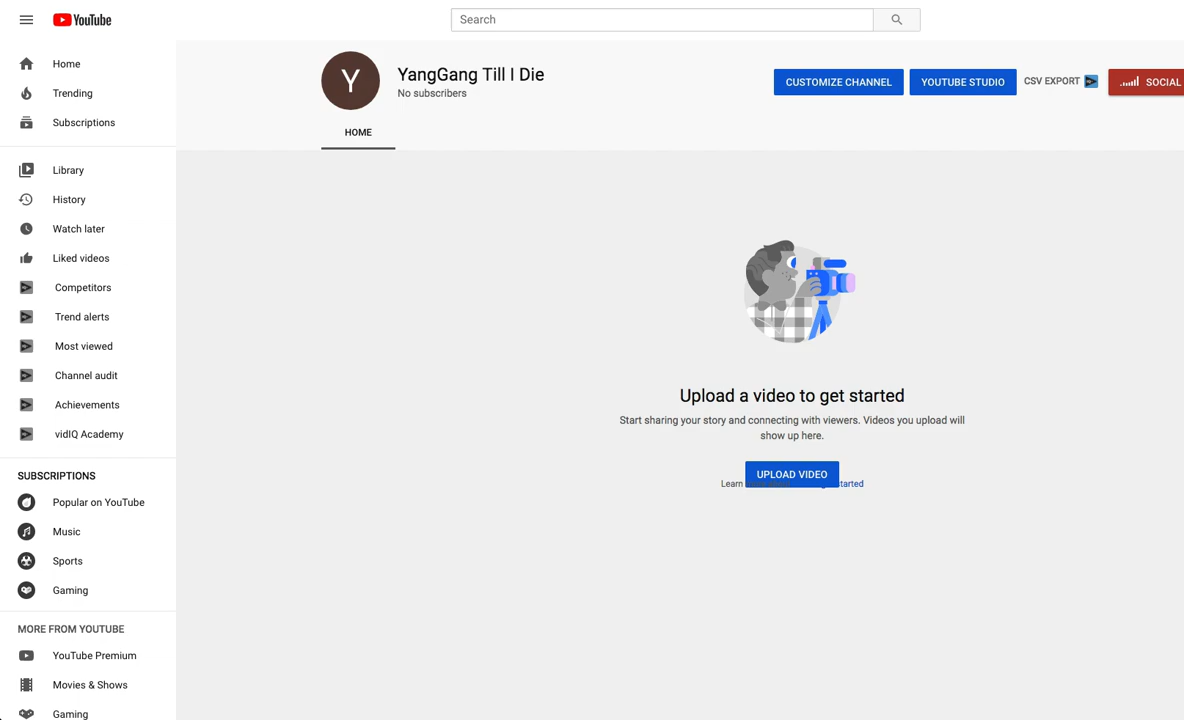 YouTube
Search
Home
Trending
Subscriptions
Library
History
Watch later
Liked videos
Competitors
Trend alerts
Most viewed
Channel audit
Achievements
vidIQ Academy
SUBSCRIPTIONS
Popular on YouTube
Music
Sports
Gaming
MORE FROM YOUTUBE
YouTube Premium
Movies & Shows
Gaming
Y
YangGang Till I Die
No subscribers
CUSTOMIZE CHANNEL
YOUTUBE STUDIO
CSV EXPORT
SOCIAL
HOME
Upload a video to get started
Start sharing your story and connecting with viewers. Videos you upload will
show up here.
UPLOAD VIDEO
Learn